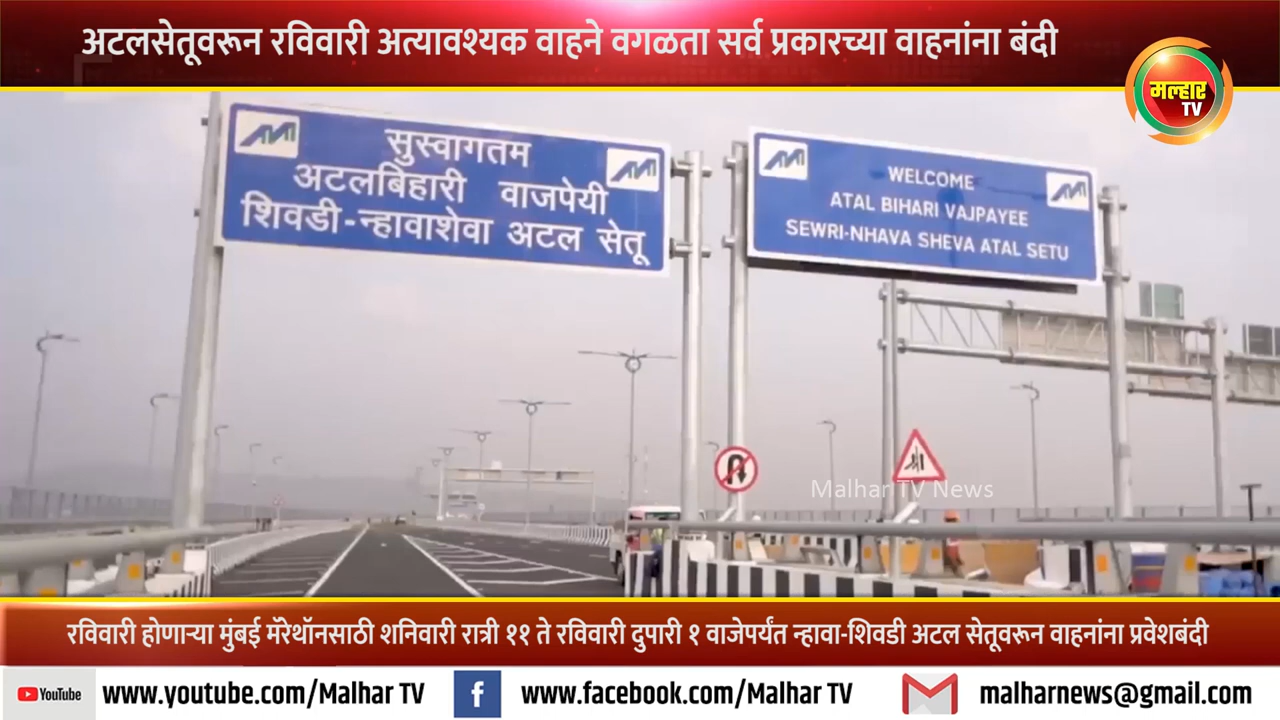 अटलसेतूवरून रविवारी अत्यावश्यक वाहने वगळता सर्व प्रकारच्या वाहनांना बंदी
मल्हार
TV
सुस्वागतम
अटलबिहारी वाजपेयी
शिवडी-न्हावाशेवा अटल सेतू
WELCOME
ATAL BIHARI VAJPAYEE
SEWRI-NHAVA SHEVA ATAL SETU
Malhar TV News
रविवारी होणाऱ्या मुंबई मॅरेथॉनसाठी शनिवारी रात्री ११ ते रविवारी दुपारी १ वाजेपर्यंत न्हावा-शिवडी अटल सेतूवरून वाहनांना प्रवेशबंदी
YouTube www.youtube.com/Malhar TV www.facebook.com/Malhar TV malharnews@gmail.com